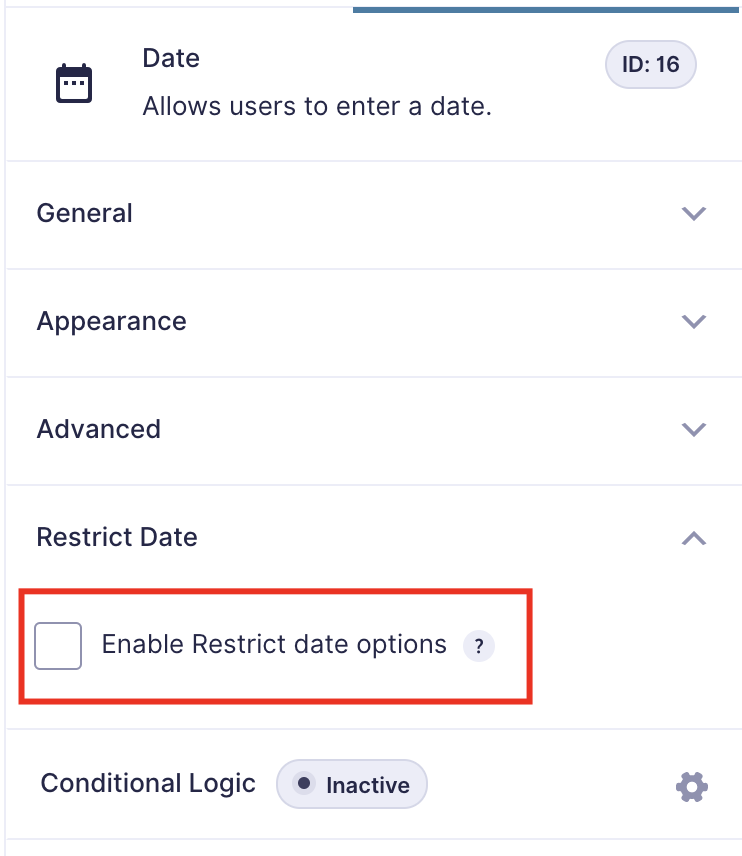 Date
ID: 16
Allows users to enter a date.
General
Appearance
Advanced
Restrict Date
Enable Restrict date options ?
Conditional Logic Inactive